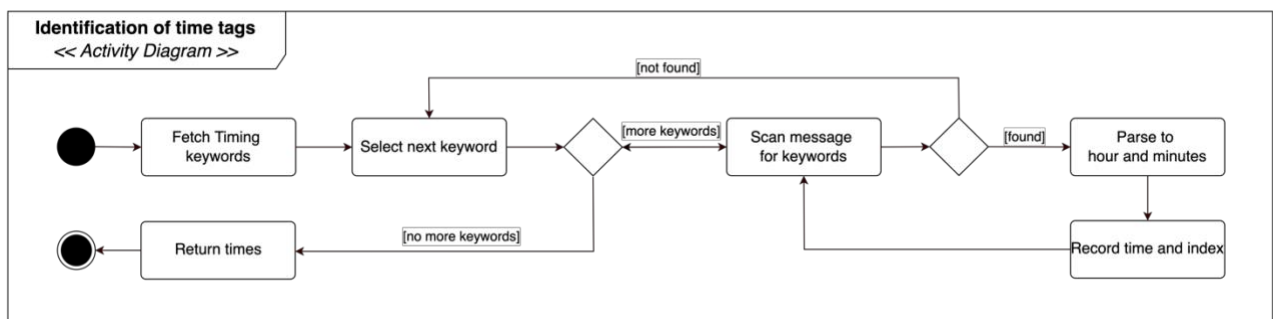 Identification of time tags
<< Activity Diagram >>
[not found]
Fetch Timing
keywords
Select next keyword
[more keywords]
Scan message
for keywords
[found]
Parse to
hour and minutes
Return times
[no more keywords]
Record time and index